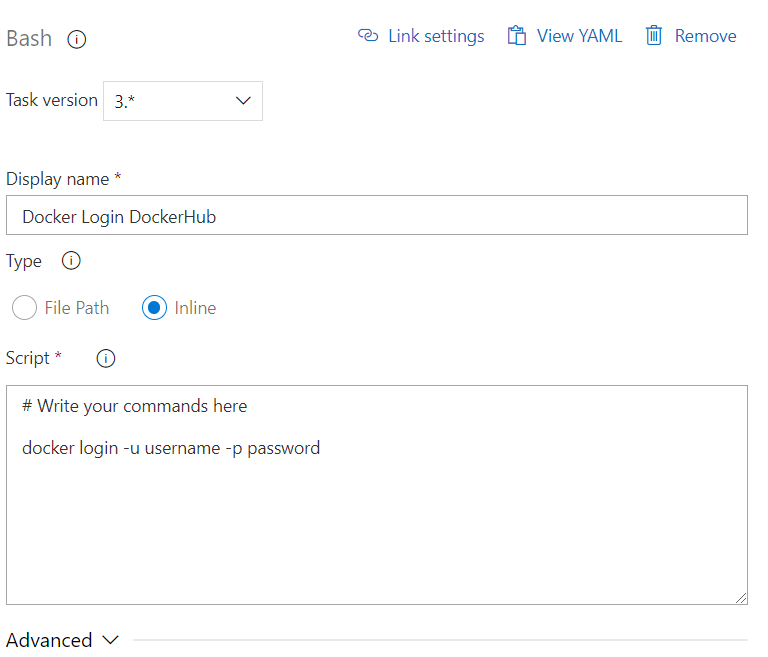 Bash Link settings View YAML Remove
Task version 3.*
Display name *
Docker Login DockerHub
Type
File Path Inline
Script *
# Write your commands here
docker login -u username -p password
Advanced